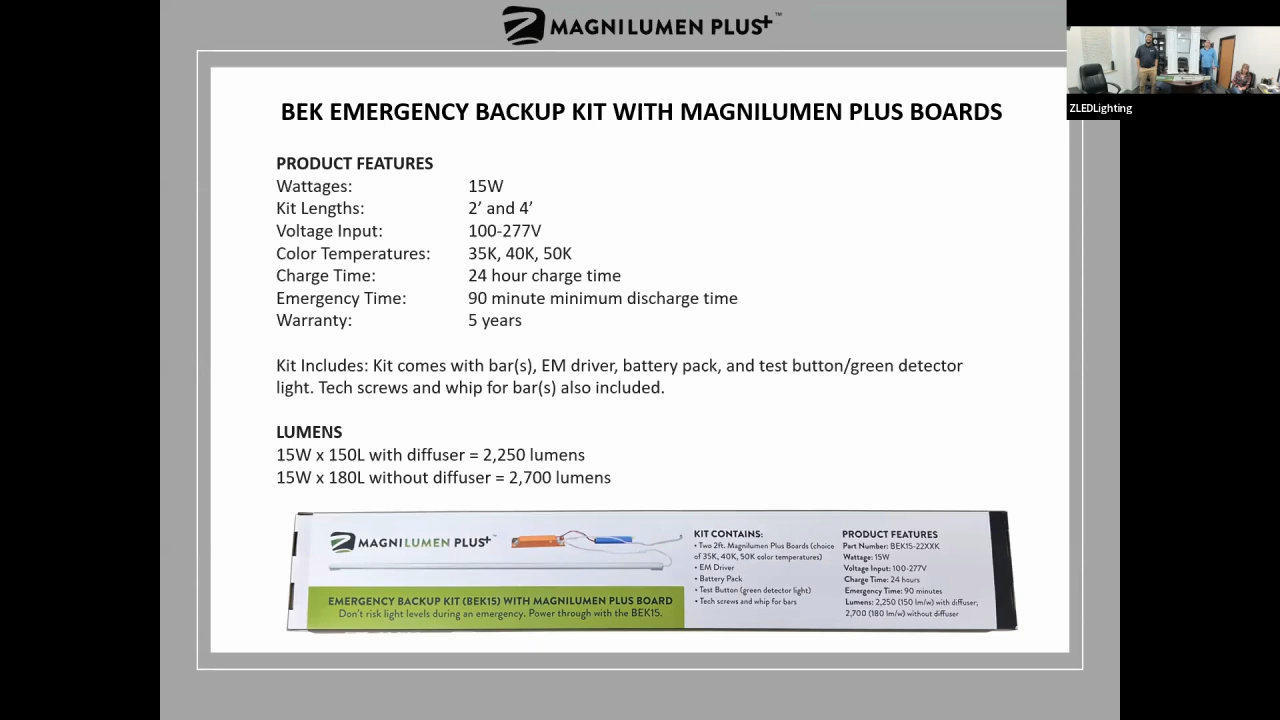 MAGNILUMEN PLUS+™
ZLEDLighting
BEK EMERGENCY BACKUP KIT WITH MAGNILUMEN PLUS BOARDS
PRODUCT FEATURES
Wattages: 15W
Kit Lengths: 2’ and 4’
Voltage Input: 100-277V
Color Temperatures: 35K, 40K, 50K
Charge Time: 24 hour charge time
Emergency Time: 90 minute minimum discharge time
Warranty: 5 years
Kit Includes: Kit comes with bar(s), EM driver, battery pack, and test button/green detector
light. Tech screws and whip for bar(s) also included.
LUMENS
15W x 150L with diffuser = 2,250 lumens
15W x 180L without diffuser = 2,700 lumens
MAGNILUMEN PLUS+™
EMERGENCY BACKUP KIT (BEK15) WITH MAGNILUMEN PLUS BOARD
Don't risk light levels during an emergency. Power through with the BEK15.
KIT CONTAINS:
• Two 2ft. Magnilumen Plus Boards (choice
of 35K, 40K, 50K color temperatures)
• EM Driver
• Battery Pack
• Test Button (green detector light)
• Tech screws and whip for bars
PRODUCT FEATURES
Part Number: BEK15-22XXK
Wattage: 15W
Voltage Input: 100-277V
Charge Time: 24 hours
Emergency Time: 90 minutes
Lumens: 2,250 (150 lm/w) with diffuser;
2,700 (180 lm/w) without diffuser